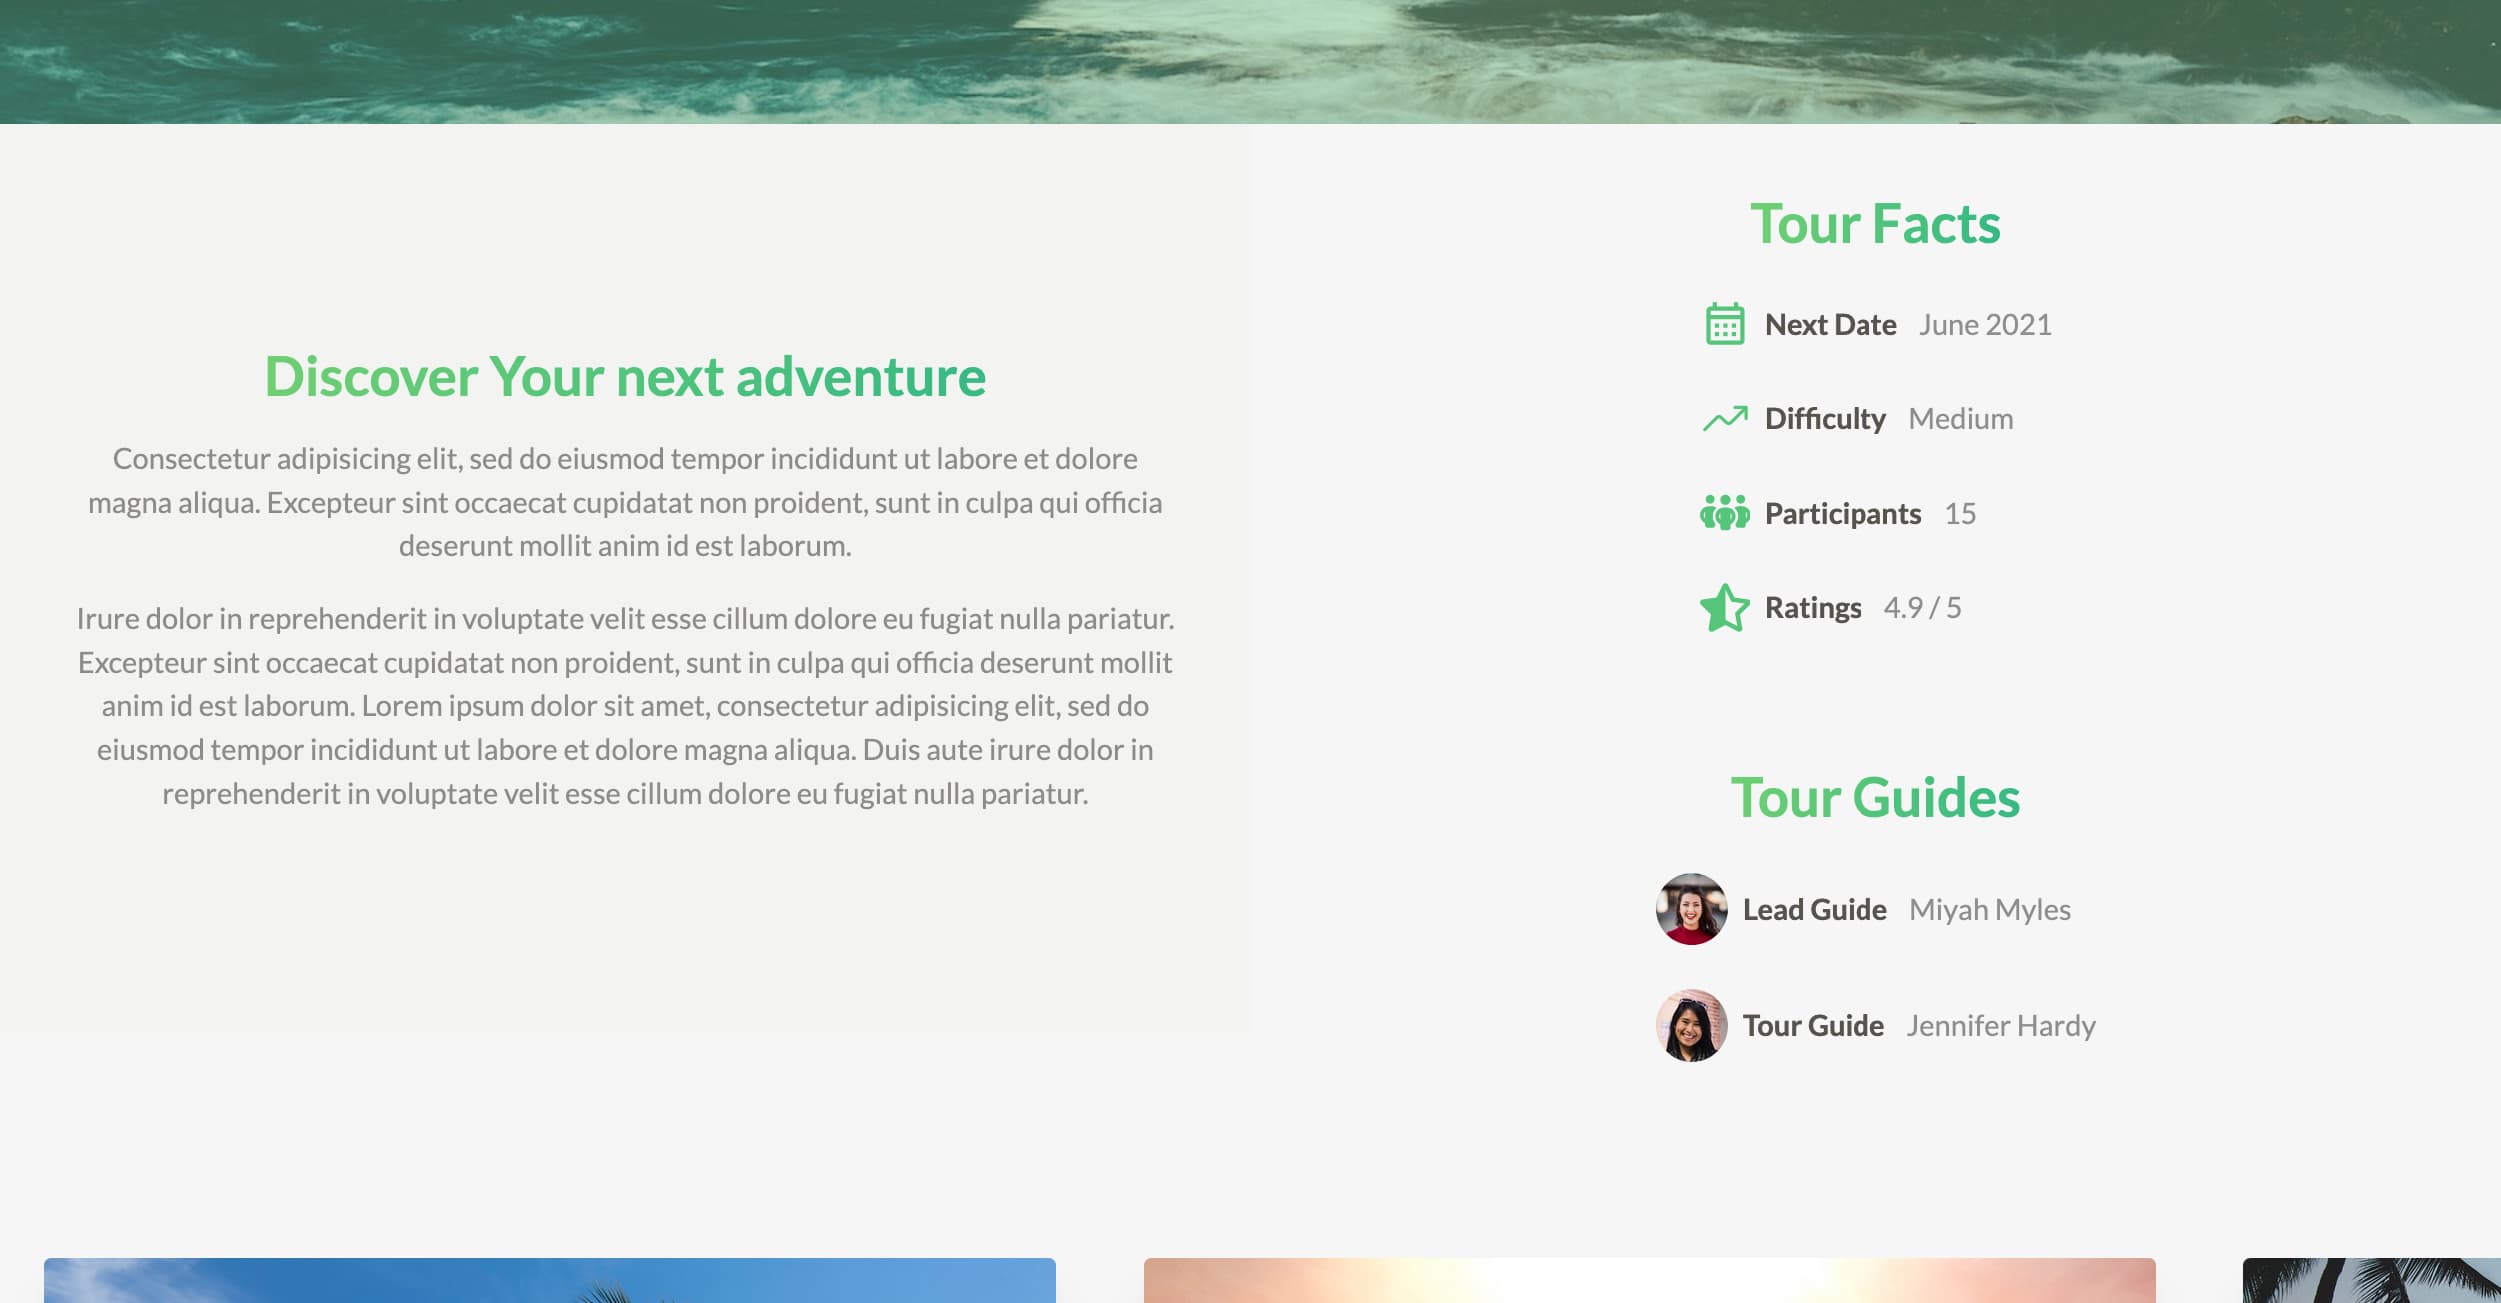 Discover Your next adventure
Consectetur adipisicing elit, sed do eiusmod tempor incididunt ut labore et dolore
magna aliqua. Excepteur sint occaecat cupidatat non proident, sunt in culpa qui officia
deserunt mollit anim id est laborum.
Irure dolor in reprehenderit in voluptate velit esse cillum dolore eu fugiat nulla pariatur.
Excepteur sint occaecat cupidatat non proident, sunt in culpa qui officia deserunt mollit
anim id est laborum. Lorem ipsum dolor sit amet, consectetur adipisicing elit, sed do
eiusmod tempor incididunt ut labore et dolore magna aliqua. Duis aute irure dolor in
reprehenderit in voluptate velit esse cillum dolore eu fugiat nulla pariatur.
Tour Facts
Next Date June 2021
Difficulty Medium
Participants 15
Ratings 4.9 / 5
Tour Guides
Lead Guide Miyah Myles
Tour Guide Jennifer Hardy